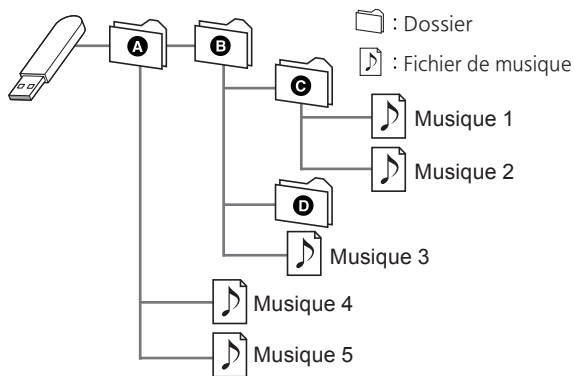 A
B
: Dossier
: Fichier de musique
C
Musique 1
Musique 2
D
Musique 3
Musique 4
Musique 5